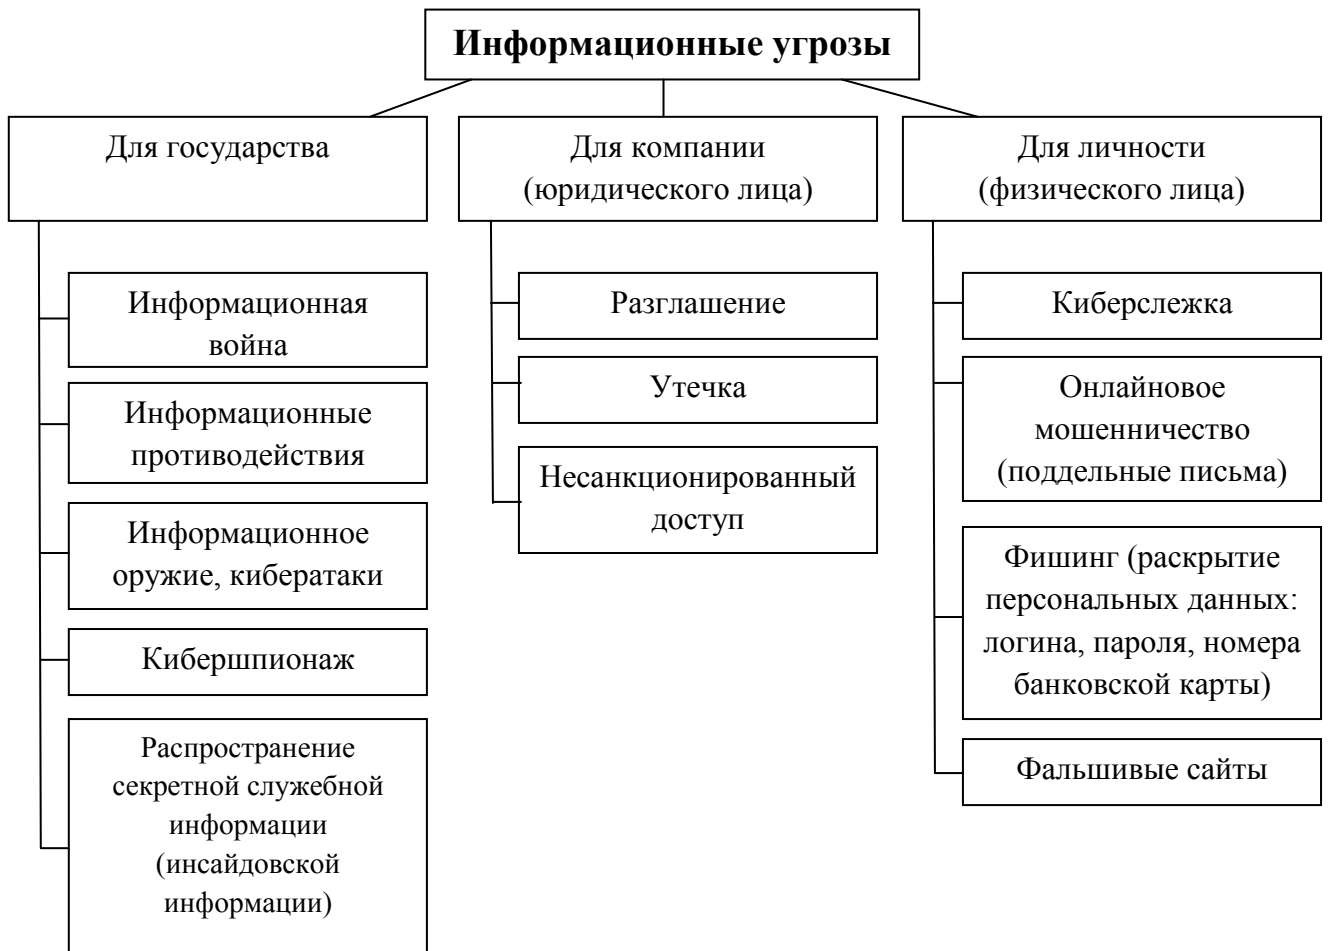 Информационные угрозы
Для государства
Информационная
война
Информационные
противодействия
Информационное
оружие, кибератаки
Кибершпионаж
Распространение
секретной служебной
информации
(инсайдовской
информации)
Для компании
(юридического лица)
Разглашение
Утечка
Несанкционированный
доступ
Для личности
(физического лица)
Киберслежка
Онлайновое
мошенничество
(поддельные письма)
Фишинг (раскрытие
персональных данных:
логина, пароля, номера
банковской карты)
Фальшивые сайты